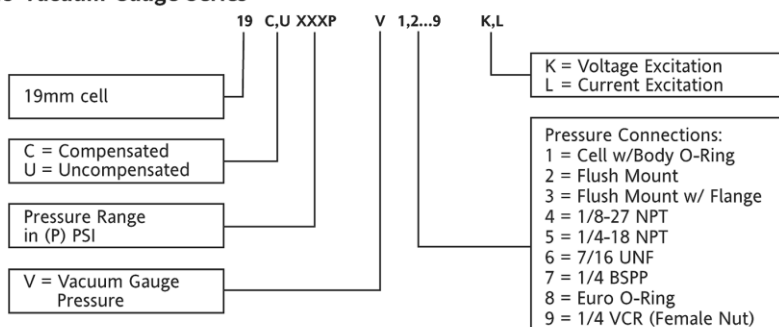 19 C,U XXXP V 1,2...9 K,L
19mm cell
C = Compensated
U = Uncompensated
Pressure Range
in (P) PSI
V = Vacuum Gauge
Pressure
K = Voltage Excitation
L = Current Excitation
Pressure Connections:
1 = Cell w/Body O-Ring
2 = Flush Mount
3 = Flush Mount w/ Flange
4 = 1/8-27 NPT
5 = 1/4-18 NPT
6 = 7/16 UNF
7 = 1/4 BSPP
8 = Euro O-Ring
9 = 1/4 VCR (Female Nut)